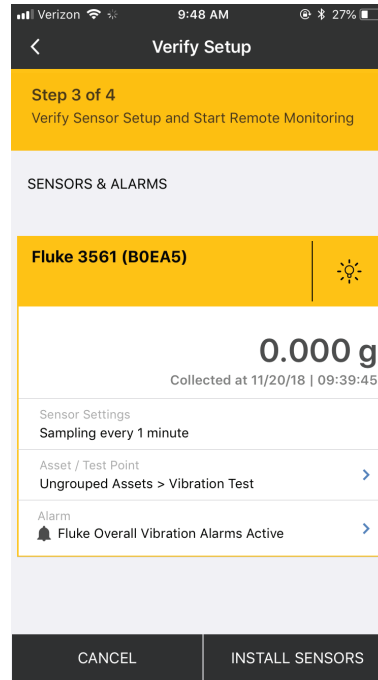 Verizon 9:48 AM 27%
Verify Setup
Step 3 of 4
Verify Sensor Setup and Start Remote Monitoring
SENSORS & ALARMS
Fluke 3561 (B0EA5)
0.000 g
Collected at 11/20/18 | 09:39:45
Sensor Settings
Sampling every 1 minute
Asset / Test Point
Ungrouped Assets > Vibration Test
Alarm
Fluke Overall Vibration Alarms Active
CANCEL INSTALL SENSORS